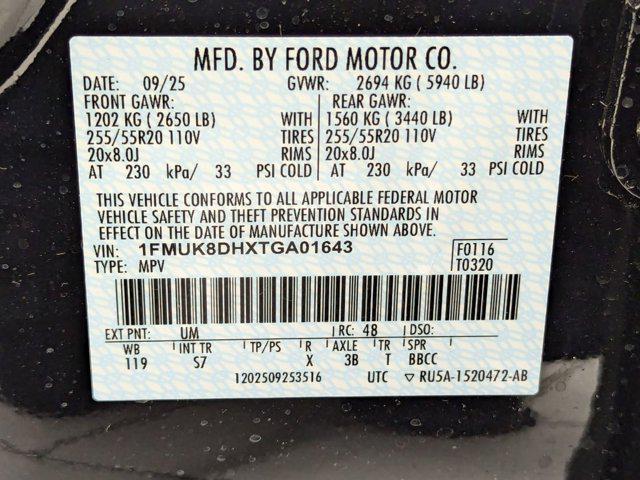 MFD. BY FORD MOTOR CO.
DATE: 09/25 GVWR: 2694 KG ( 5940 LB)
FRONT GAWR: REAR GAWR:
1202 KG ( 2650 LB) WITH 1560 KG ( 3440 LB) WITH
255/55R20 110V TIRES 255/55R20 110V TIRES
20x8.0J RIMS 20x8.0J RIMS
AT 230 kPa/ 33 PSI COLD AT 230 kPa/ 33 PSI COLD
THIS VEHICLE CONFORMS TO ALL APPLICABLE FEDERAL MOTOR
VEHICLE SAFETY AND THEFT PREVENTION STANDARDS IN
EFFECT ON THE DATE OF MANUFACTURE SHOWN ABOVE.
VIN: 1FMUK8DHXTGA01643 F0116
TYPE: MPV T0320
EXT PNT: UM RC: 48 DSO:
WB INT TR TP/PS R AXLE TR SPR
119 S7 X 3B T BBCC
1202509253516 UTC ▽ RU5A-1520472-AB